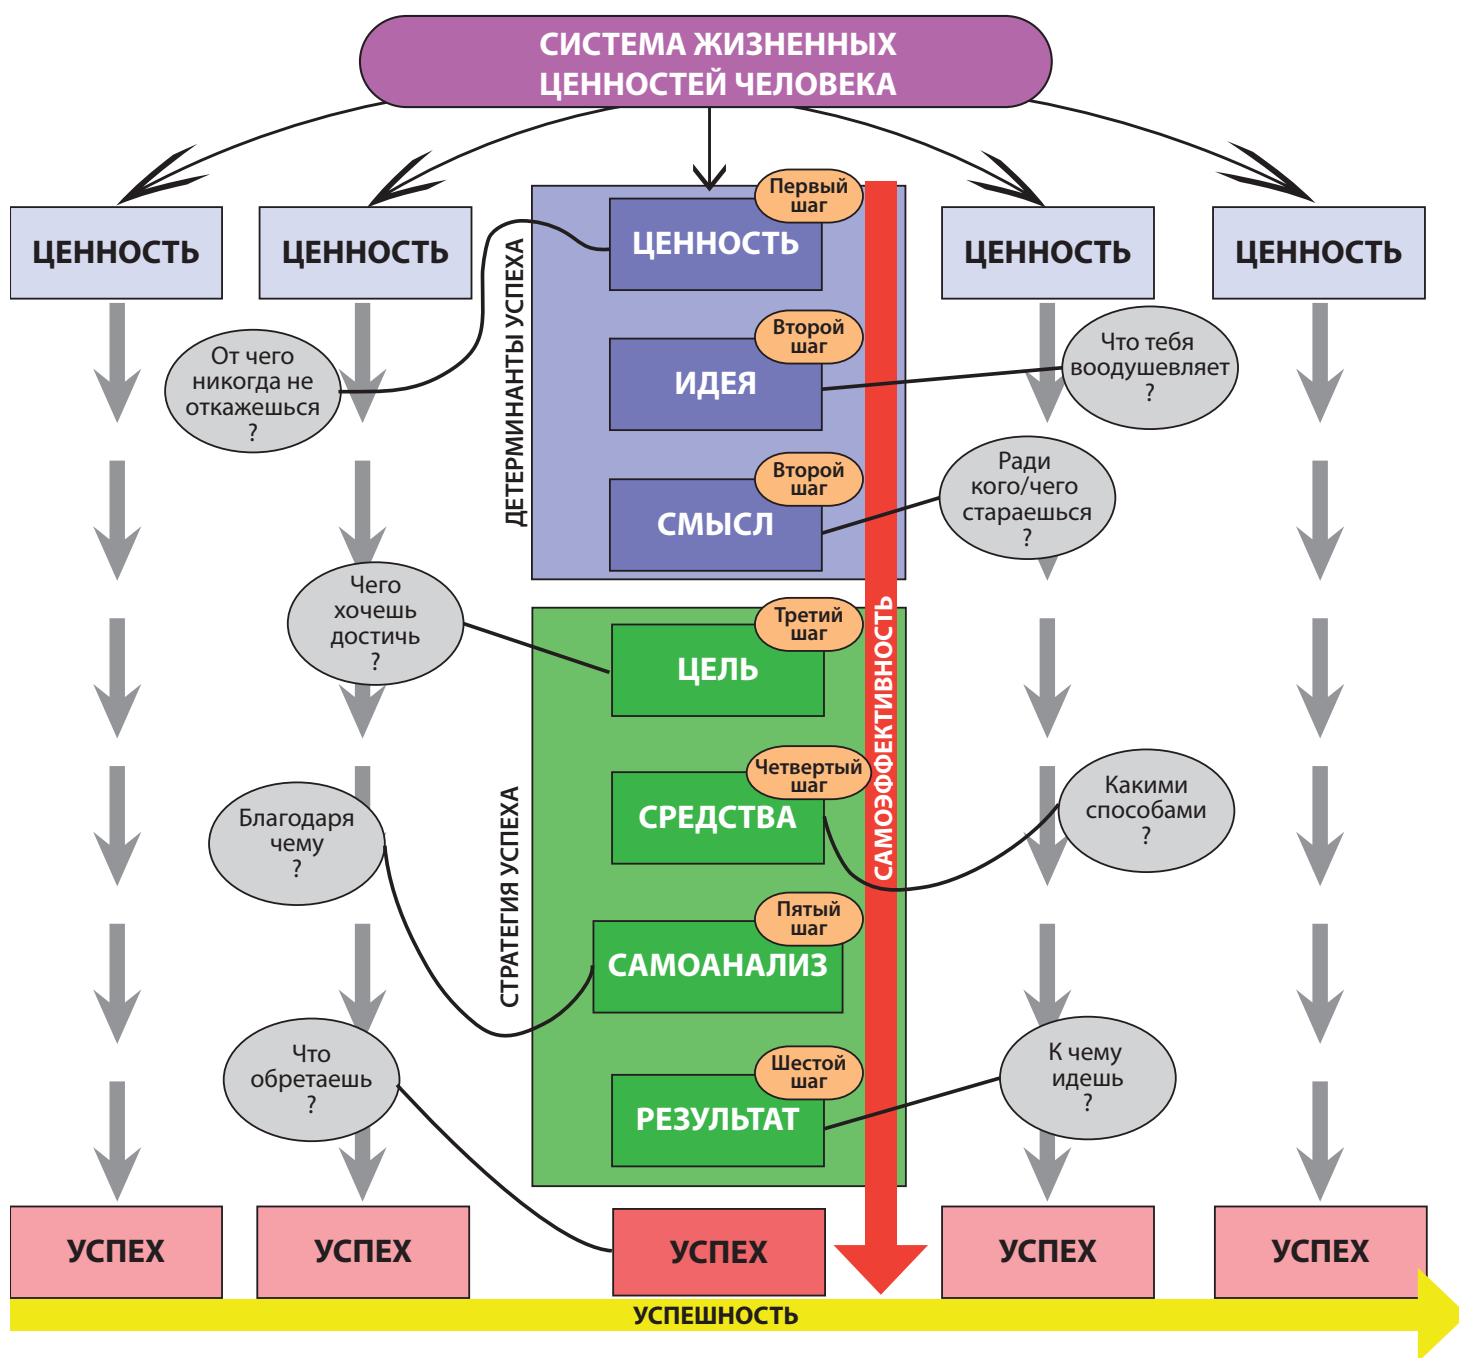 СИСТЕМА ЖИЗНЕННЫХ
ЦЕННОСТЕЙ ЧЕЛОВЕКА
ЦЕННОСТЬ
ЦЕННОСТЬ
Первый
шаг
ЦЕННОСТЬ
ЦЕННОСТЬ
ЦЕННОСТЬ
ДЕТЕРМИНАНТЫ УСПЕХА
От чего
никогда не
откажешься
?
Второй
шаг
ИДЕЯ
Что тебя
воодушевляет
?
Второй
шаг
СМЫСЛ
Ради
кого/чего
стараешься
?
САМОЭФФЕКТИВНОСТЬ
Чего
хочешь
достичь
?
Третий
шаг
ЦЕЛЬ
СТРАТЕГИЯ УСПЕХА
Четвертый
шаг
СРЕДСТВА
Какими
способами
?
Благодаря
чему
?
Пятый
шаг
САМОАНАЛИЗ
Что
обретаешь
?
Шестой
шаг
РЕЗУЛЬТАТ
К чему
идешь
?
УСПЕХ
УСПЕХ
УСПЕХ
УСПЕХ
УСПЕХ
УСПЕШНОСТЬ